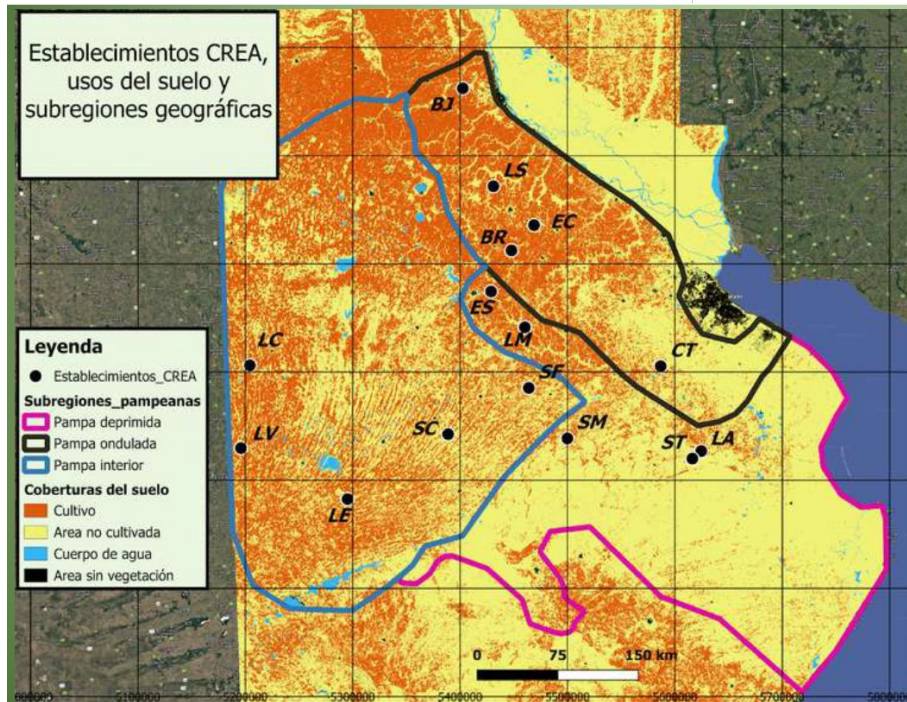 Establecimientos CREA,
usos del suelo y
subregiones geográficas
BJ
LS
EC
BR
ES
LM
LC
CT
SF
SC
SM
LV
ST
LA
LE
Leyenda
Establecimientos_CREA
Subregiones_pampeanas
Pampa deprimida
Pampa ondulada
Pampa interior
Coberturas del suelo
Cultivo
Area no cultivada
Cuerpo de agua
Area sin vegetación
0 75 150 km
5100000 5200000 5300000 5400000 5500000 5600000 5700000